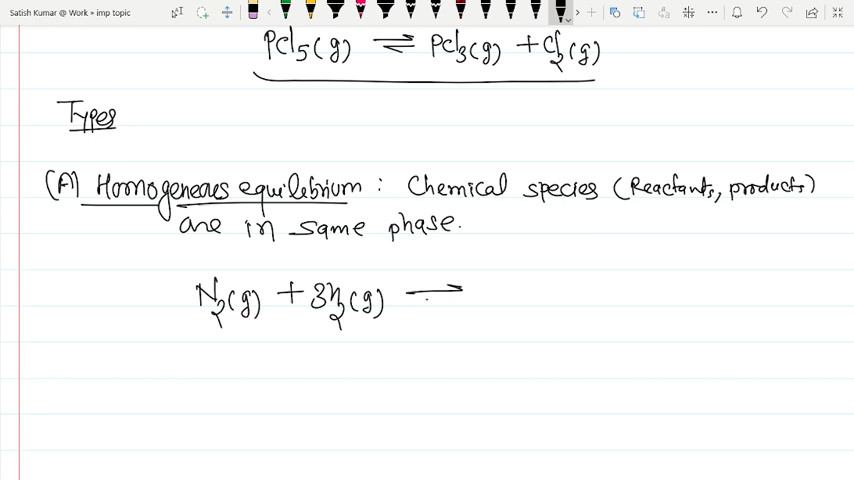 Satish Kumar @ Work » imp topic
PCl5(g) ⇌ PCl3(g) + Cl2(g)
Types
(A) Homogeneous equilibrium : Chemical species (Reactants, products)
are in same phase.
N2(g) + 3H2(g) ⇀